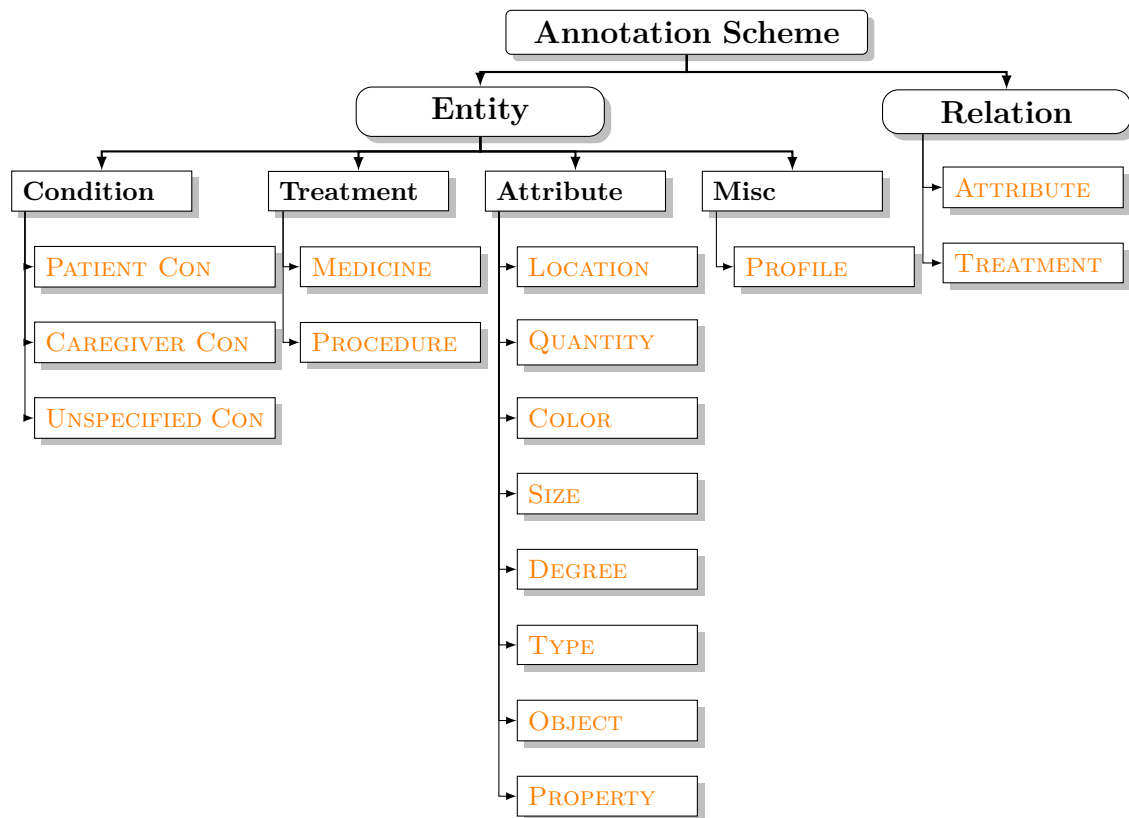 Annotation Scheme
Entity
Relation
Condition
Treatment
Attribute
Misc
Patient Con
Caregiver Con
Unspecified Con
Medicine
Procedure
Location
Quantity
Color
Size
Degree
Type
Object
Property
Profile
Attribute
Treatment